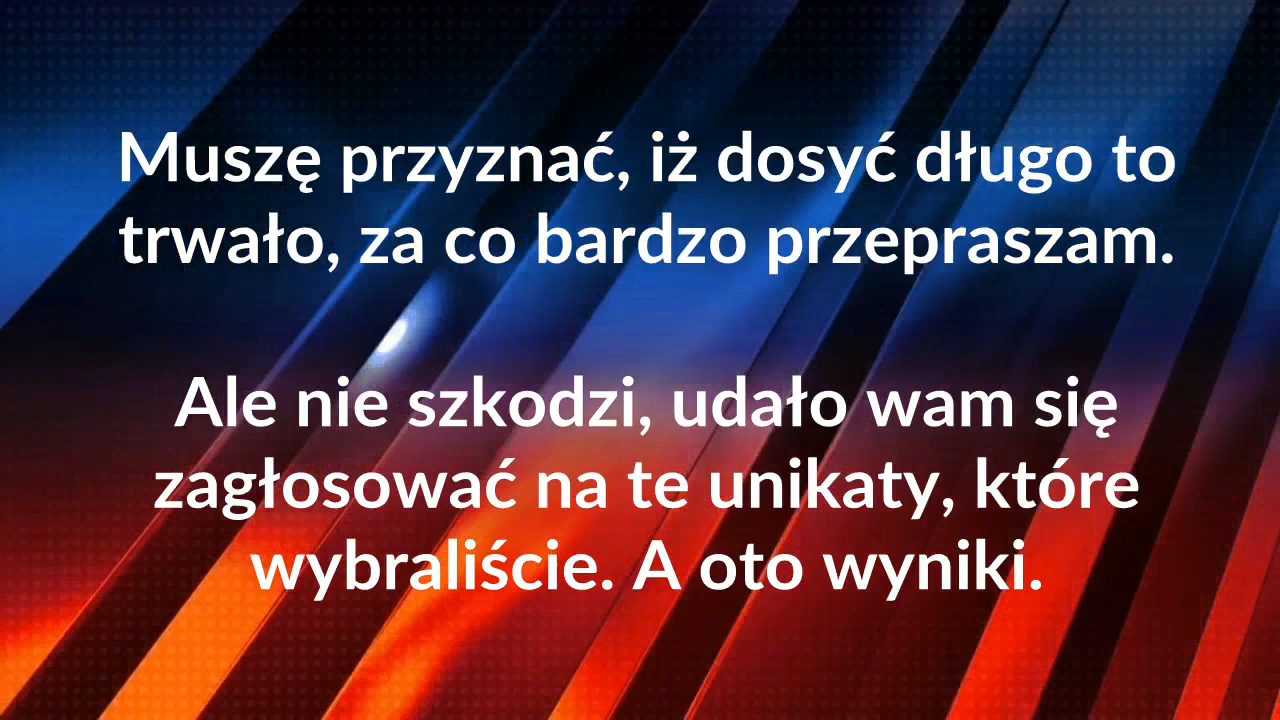 Muszę przyznać, iż dosyć długo to
trwało, za co bardzo przepraszam.
Ale nie szkodzi, udało wam się
zagłosować na te unikaty, które
wybraliście. A oto wyniki.